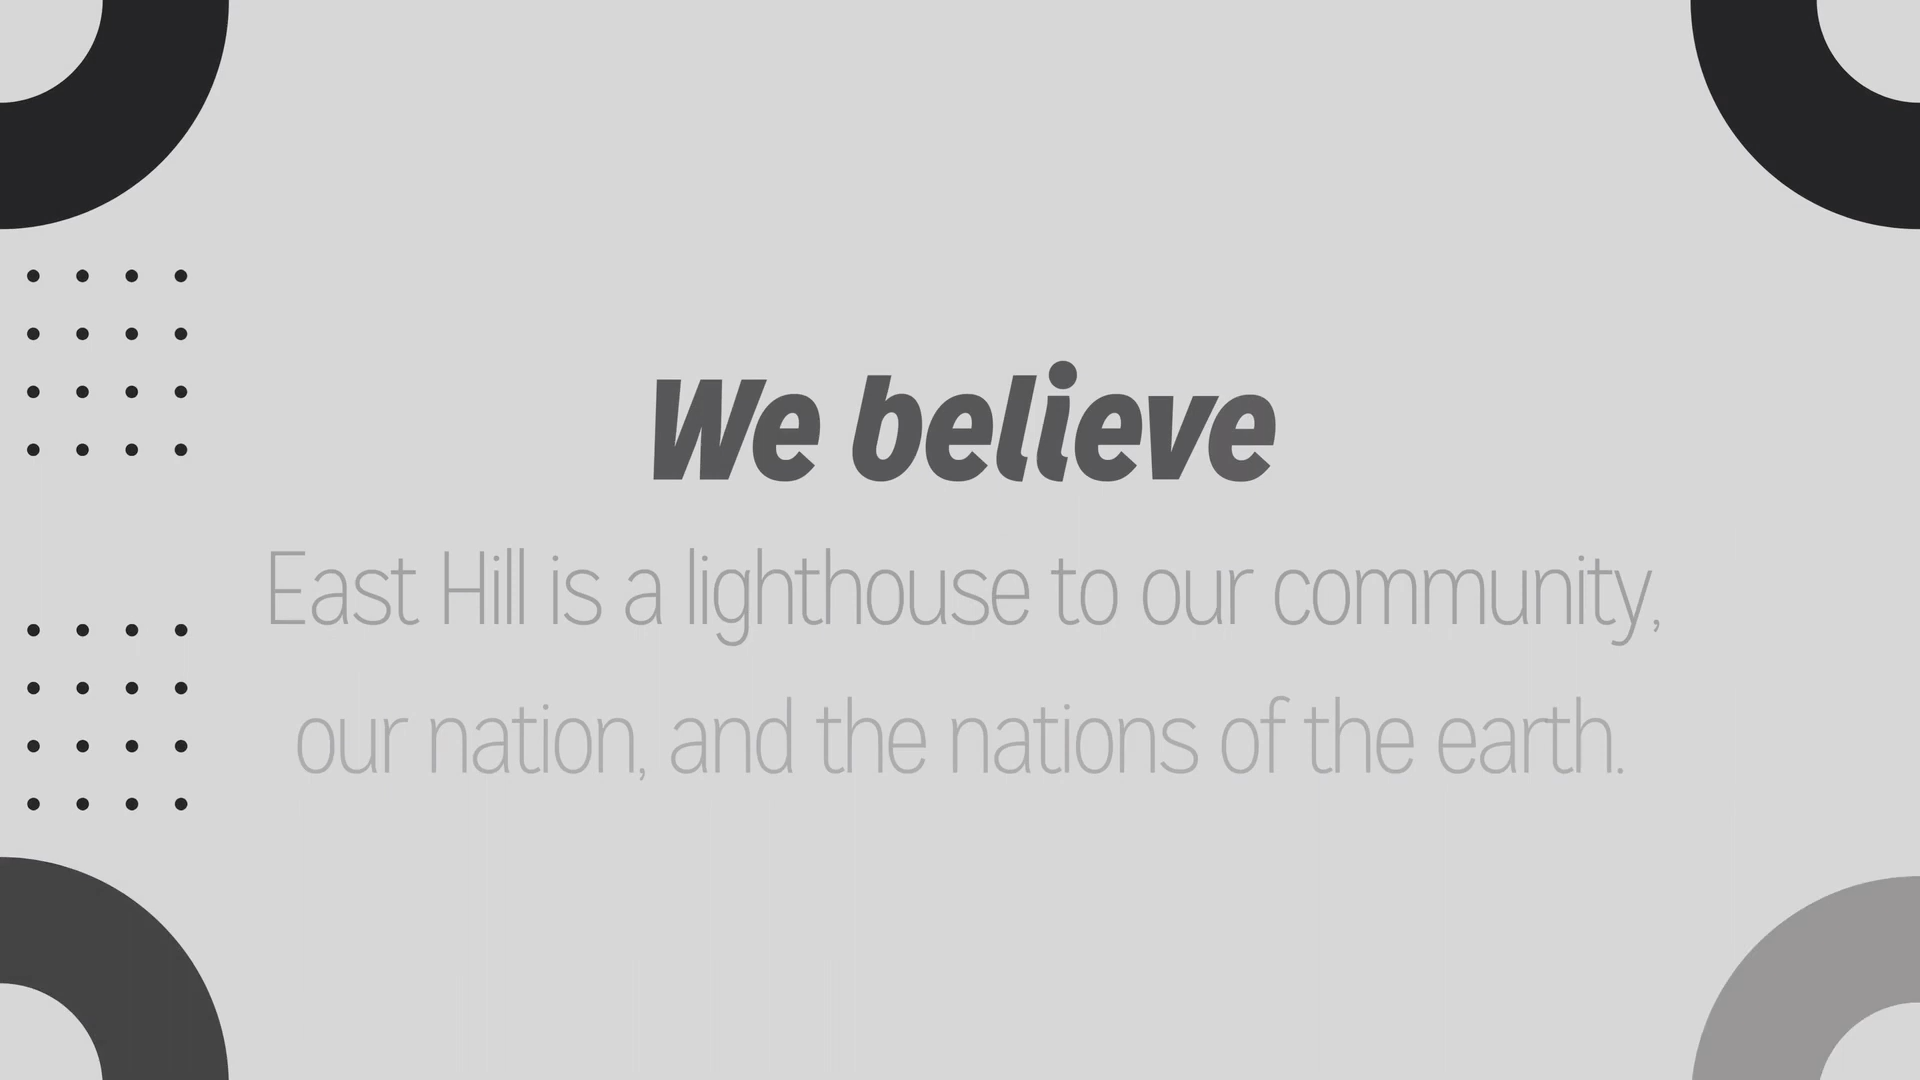 We believe
East Hill is a lighthouse to our community,
our nation, and the nations of the earth.